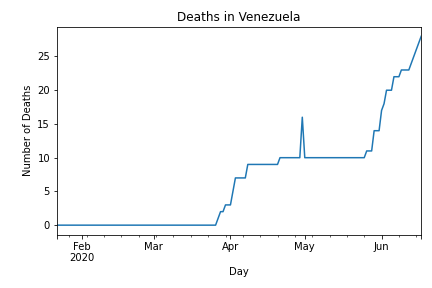 Deaths in Venezuela
Number of Deaths
25
20
15
10
5
0
Feb
2020
Mar
Apr
May
Jun
Day